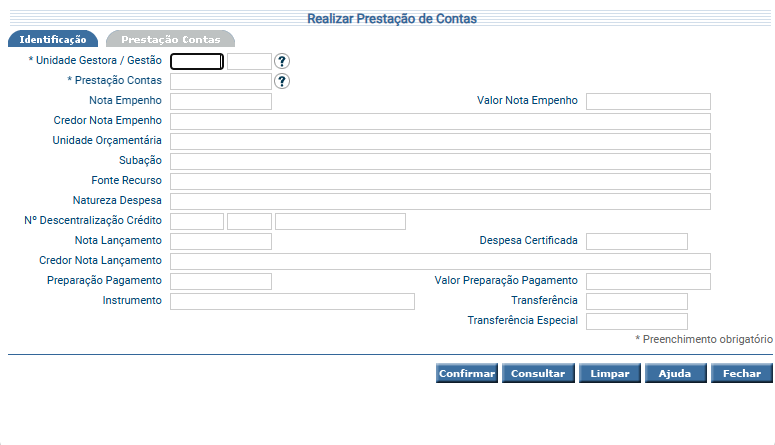 Realizar Prestação de Contas
Identificação Prestação Contas
* Unidade Gestora / Gestão ?
* Prestação Contas ?
Nota Empenho Valor Nota Empenho
Credor Nota Empenho
Unidade Orçamentária
Subação
Fonte Recurso
Natureza Despesa
Nº Descentralização Crédito
Nota Lançamento Despesa Certificada
Credor Nota Lançamento
Preparação Pagamento Valor Preparação Pagamento
Instrumento Transferência
Transferência Especial
* Preenchimento obrigatório
Confirmar Consultar Limpar Ajuda Fechar